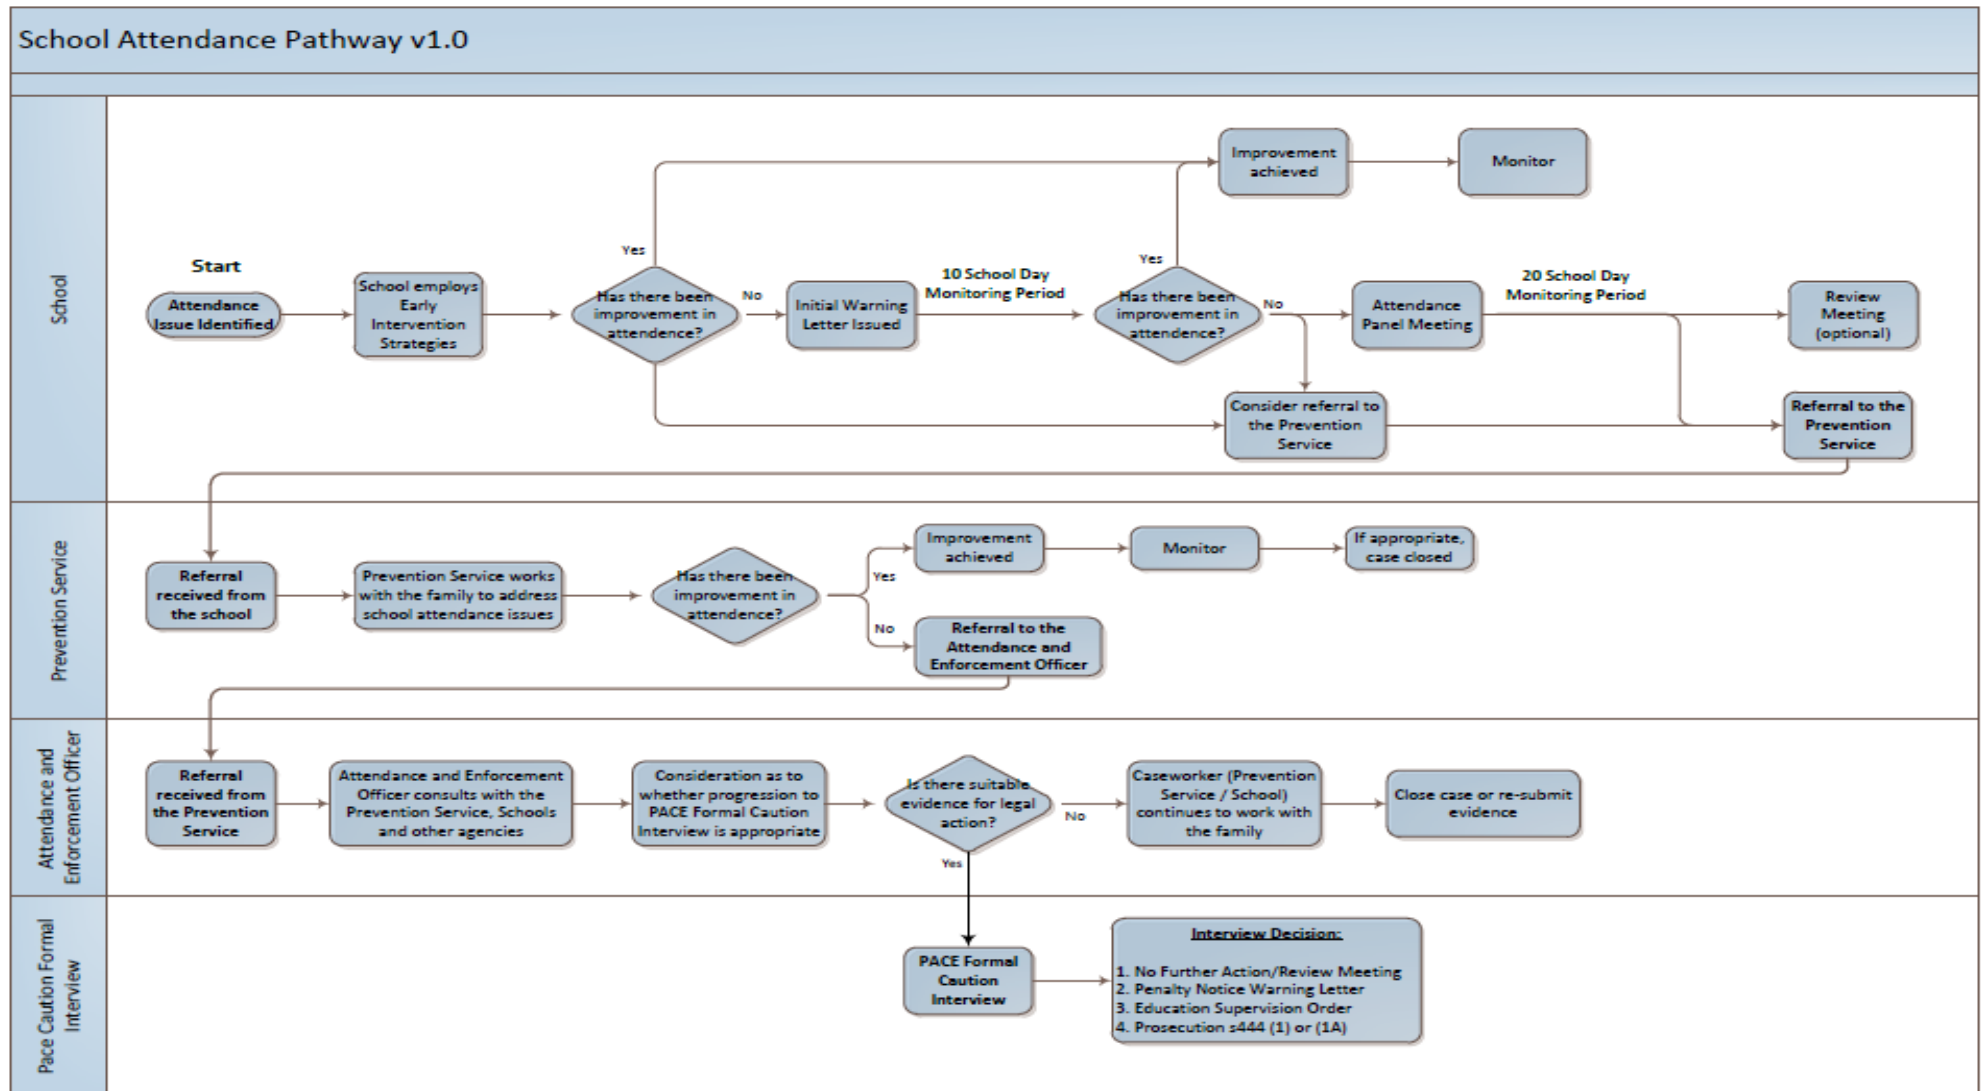 School Attendance Pathway v1.0
School
Start
Attendance
Issue Identified
School employs
Early
Intervention
Strategies
Has there been
improvement in
attendence?
Yes
No
Initial Warning
Letter Issued
10 School Day
Monitoring Period
Has there been
improvement in
attendence?
Yes
No
Improvement
achieved
Monitor
Attendance
Panel Meeting
20 School Day
Monitoring Period
Review
Meeting
(optional)
Consider referral to
the Prevention
Service
Referral to the
Prevention
Service
Prevention Service
Referral
received from
the school
Prevention Service works
with the family to address
school attendance issues
Has there been
improvement in
attendence?
Yes
No
Improvement
achieved
Monitor
If appropriate,
case closed
Referral to the
Attendance and
Enforcement Officer
Attendance and
Enforcement Officer
Referral
received from
the Prevention
Service
Attendance and Enforcement
Officer consults with the
Prevention Service, Schools
and other agencies
Consideration as to
whether progression to
PACE Formal Caution
Interview is appropriate
Is there suitable
evidence for legal
action?
No
Yes
Caseworker (Prevention
Service / School)
continues to work with
the family
Close case or re-submit
evidence
Pace Caution Formal
Interview
PACE Formal
Caution
Interview
Interview Decision:
1. No Further Action/Review Meeting
2. Penalty Notice Warning Letter
3. Education Supervision Order
4. Prosecution s444 (1) or (1A)